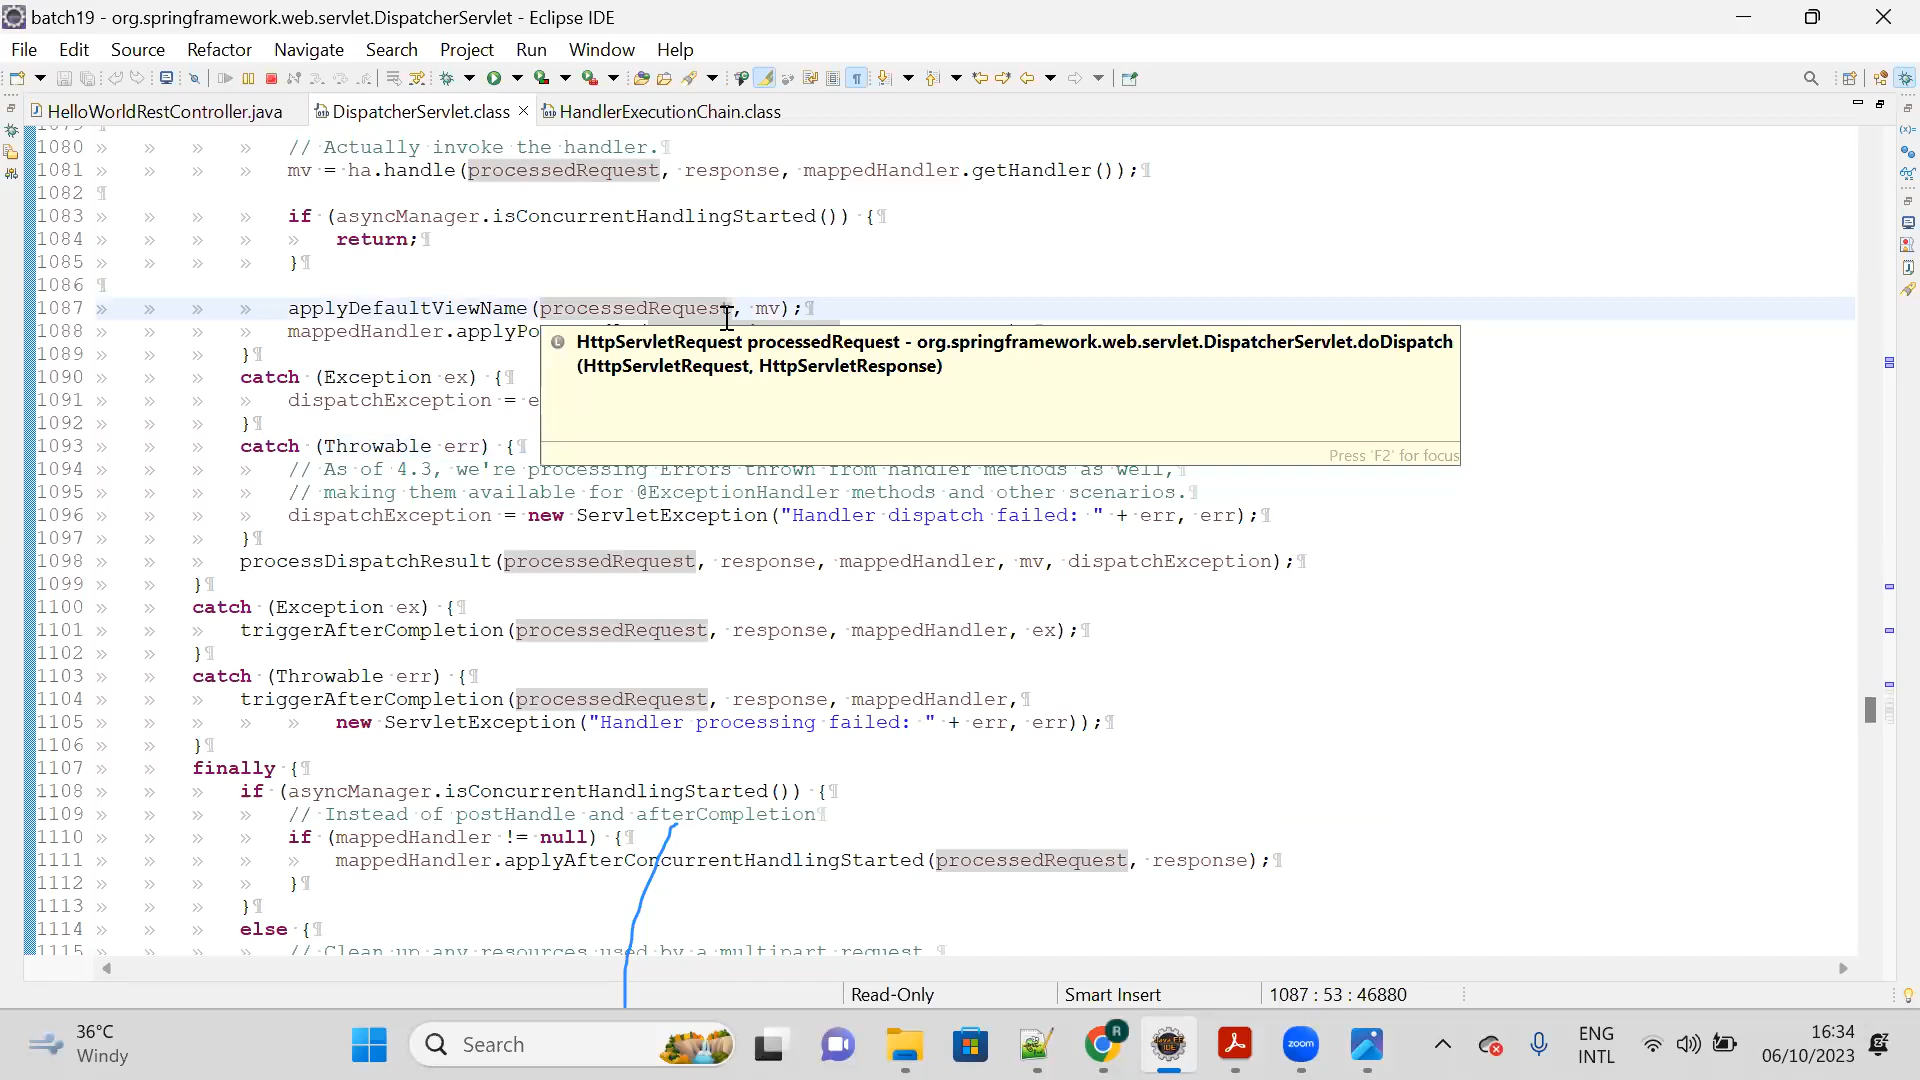 batch19 - org.springframework.web.servlet.DispatcherServlet - Eclipse IDE
File Edit Source Refactor Navigate Search Project Run Window Help
HelloWorldRestController.java DispatcherServlet.class HandlerExecutionChain.class
1080 // Actually invoke the handler.
1081 mv = ha.handle(processedRequest, response, mappedHandler.getHandler());
1082
1083 if (asyncManager.isConcurrentHandlingStarted()) {
1084 return;
1085 }
1086
1087 applyDefaultViewName(processedRequest, mv);
1088 mappedHandler.applyPo
HttpServletRequest processedRequest - org.springframework.web.servlet.DispatcherServlet.doDispatch
(HttpServletRequest, HttpServletResponse)
Press 'F2' for focus
1089 }
1090 catch (Exception ex) {
1091 dispatchException = e
1092 }
1093 catch (Throwable err) {
1094 // As of 4.3, we're processing Errors thrown from handler methods as well,
1095 // making them available for @ExceptionHandler methods and other scenarios.
1096 dispatchException = new ServletException("Handler dispatch failed: " + err, err);
1097 }
1098 processDispatchResult(processedRequest, response, mappedHandler, mv, dispatchException);
1099 }
1100 catch (Exception ex) {
1101 triggerAfterCompletion(processedRequest, response, mappedHandler, ex);
1102 }
1103 catch (Throwable err) {
1104 triggerAfterCompletion(processedRequest, response, mappedHandler,
1105 new ServletException("Handler processing failed: " + err, err));
1106 }
1107 finally {
1108 if (asyncManager.isConcurrentHandlingStarted()) {
1109 // Instead of postHandle and afterCompletion
1110 if (mappedHandler != null) {
1111 mappedHandler.applyAfterConcurrentHandlingStarted(processedRequest, response);
1112 }
1113 }
1114 else {
1115 // Clean up any resources used by a multipart request.
Read-Only Smart Insert 1087 : 53 : 46880
36°C
Windy
Search
R
zoom
ENG
INTL
16:34
06/10/2023